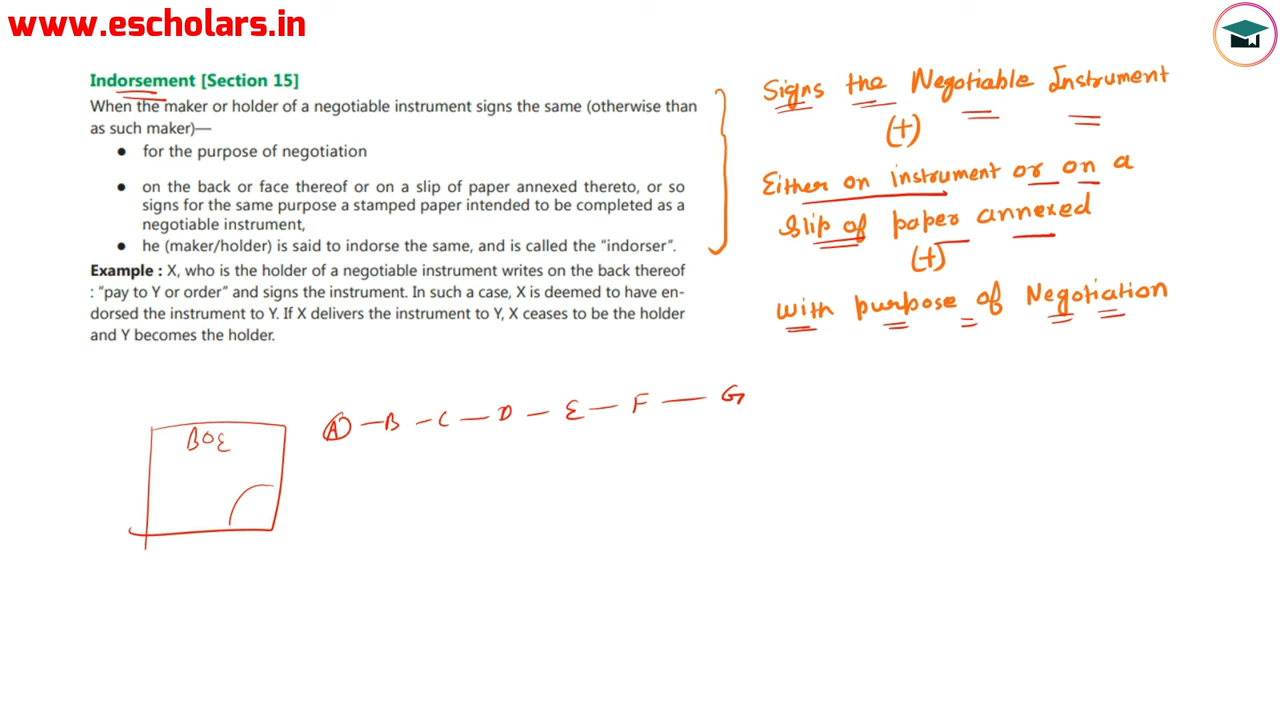 www.escholars.in
Indorsement [Section 15]
When the maker or holder of a negotiable instrument signs the same (otherwise than
as such maker)—
● for the purpose of negotiation
● on the back or face thereof or on a slip of paper annexed thereto, or so
signs for the same purpose a stamped paper intended to be completed as a
negotiable instrument,
● he (maker/holder) is said to indorse the same, and is called the "indorser".
Example : X, who is the holder of a negotiable instrument writes on the back thereof
: "pay to Y or order" and signs the instrument. In such a case, X is deemed to have en-
dorsed the instrument to Y. If X delivers the instrument to Y, X ceases to be the holder
and Y becomes the holder.
Signs the Negotiable Instrument
(+)
Either on instrument or on a
slip of paper annexed
(+)
with purpose of Negotiation
BOE
A — B — C — D — E — F — G